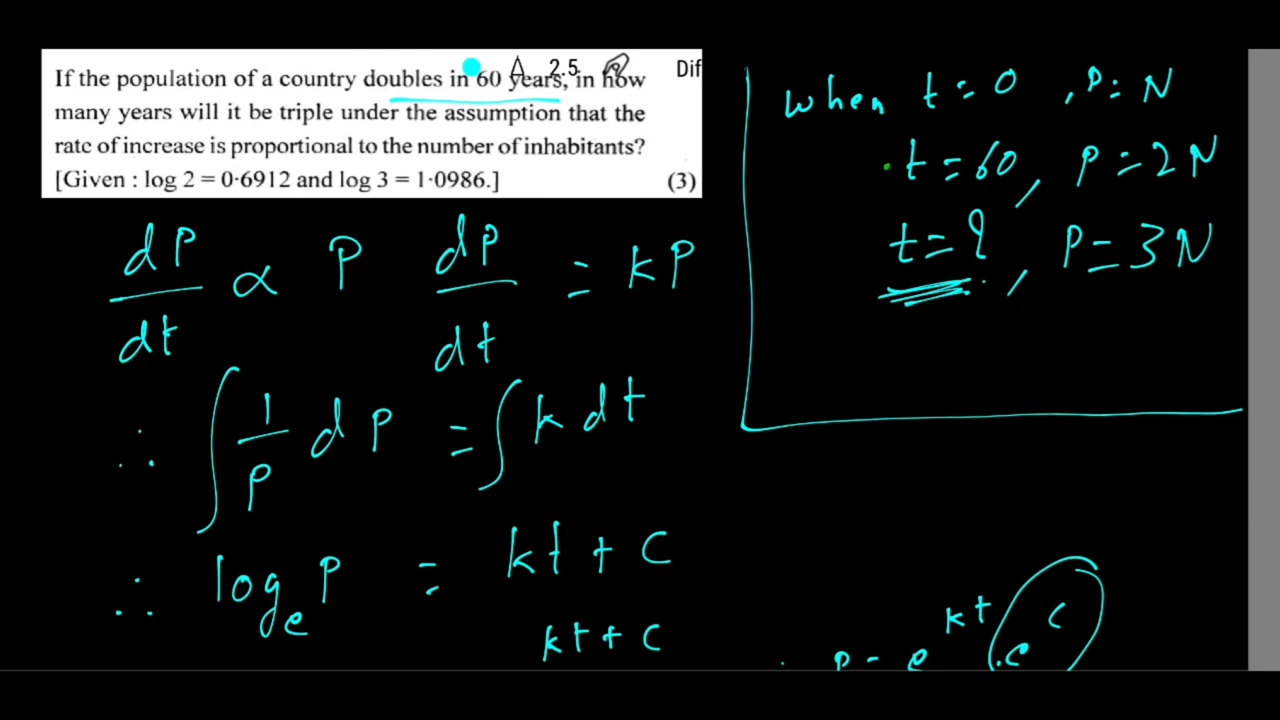 If the population of a country doubles in 60 years, in how
many years will it be triple under the assumption that the
rate of increase is proportional to the number of inhabitants?
[Given : log 2 = 0·6912 and log 3 = 1·0986.] (3)
2.5
Dif
when t = 0 , P = N
t = 60 , P = 2N
t = ? , P = 3N
dP/dt ∝ P dP/dt = kP
∴ ∫ 1/P dP = ∫ k dt
∴ log_e P = kt + c
kt + c
P = e^kt . e^c